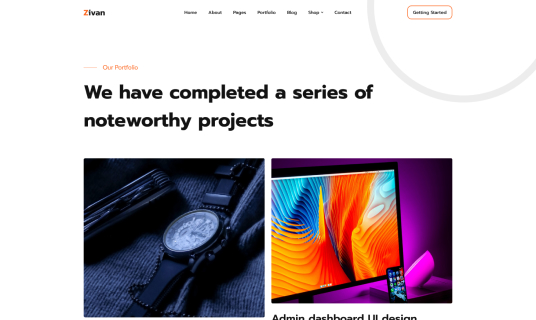 Zivan
Home About Pages Portfolio Blog Shop Contact
Getting Started
Our Portfolio
We have completed a series of
noteworthy projects
Admin dashboard UI design